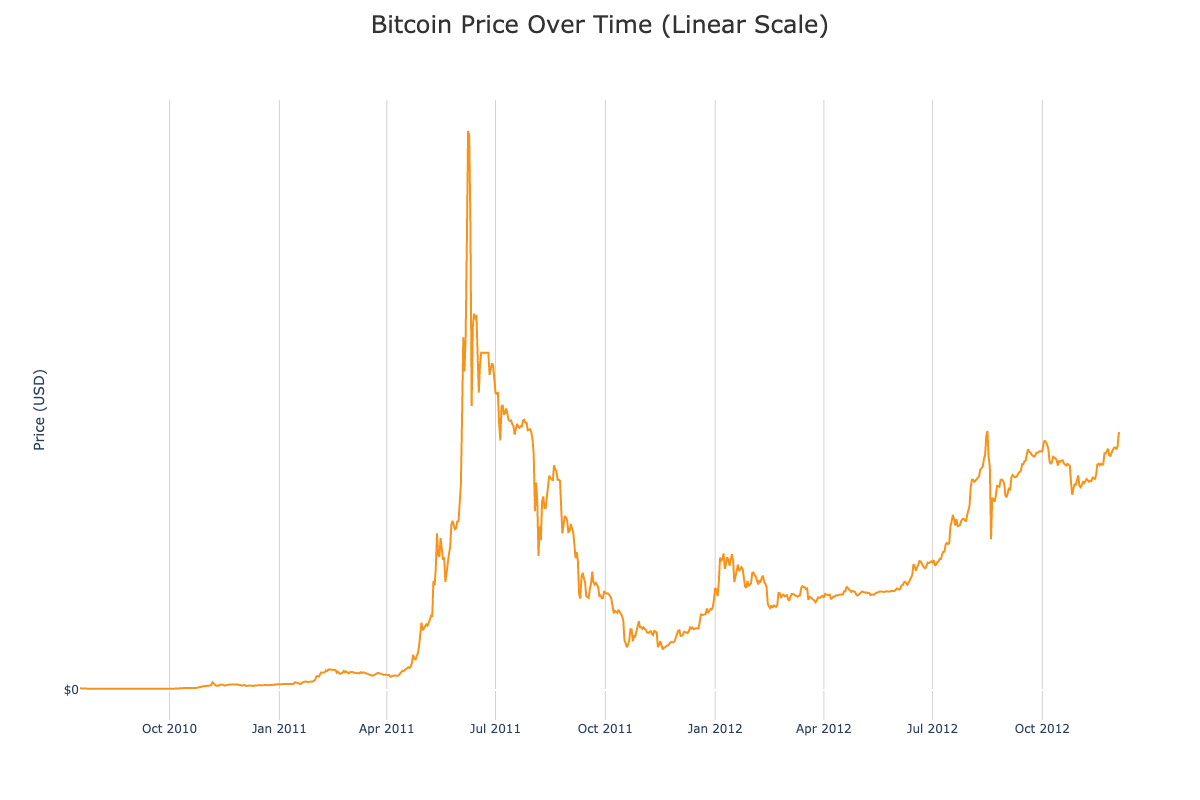 Bitcoin Price Over Time (Linear Scale)
Price (USD)
$0
Oct 2010
Jan 2011
Apr 2011
Jul 2011
Oct 2011
Jan 2012
Apr 2012
Jul 2012
Oct 2012